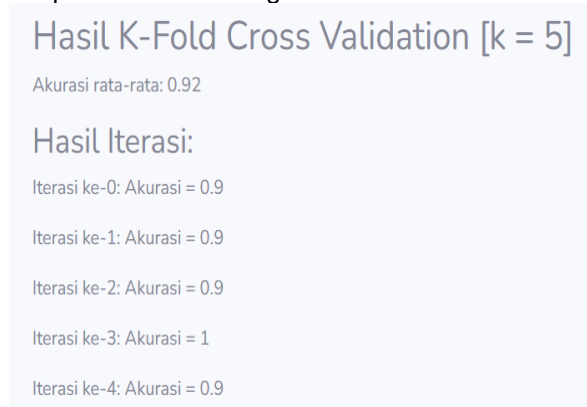 Hasil K-Fold Cross Validation [k = 5]
Akurasi rata-rata: 0.92
Hasil Iterasi:
Iterasi ke-0: Akurasi = 0.9
Iterasi ke-1: Akurasi = 0.9
Iterasi ke-2: Akurasi = 0.9
Iterasi ke-3: Akurasi = 1
Iterasi ke-4: Akurasi = 0.9